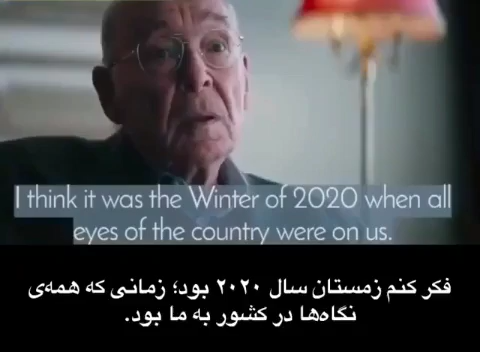 I think it was the Winter of 2020 when all
eyes of the country were on us.
فکر کنم زمستان سال ۲۰۲۰ بود؛ زمانی که همه‌ی
نگاه‌ها در کشور به ما بود.